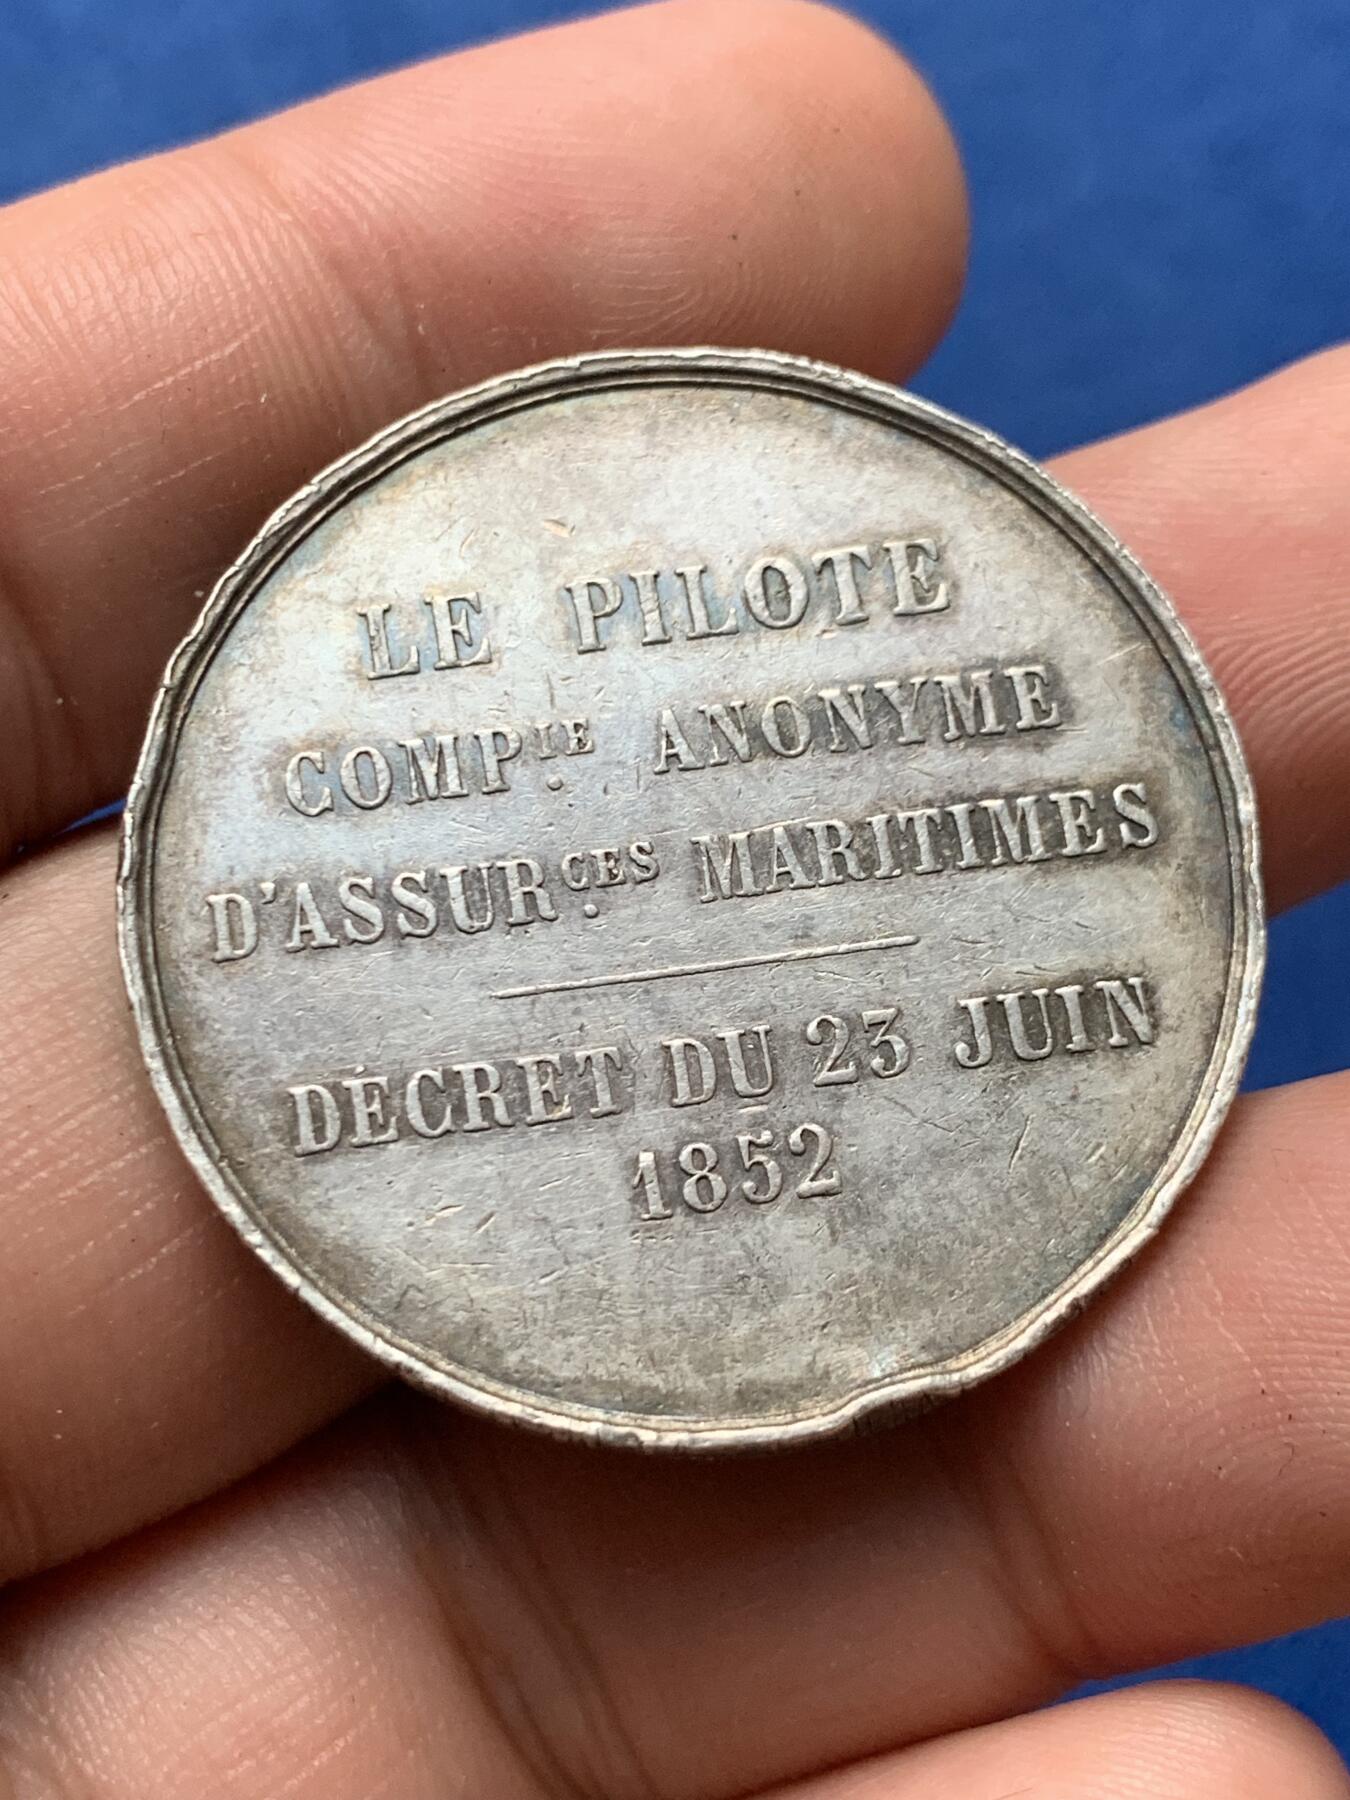 LE PILOTE
COMPIE. ANONYME
D'ASSURCES. MARITIMES
DÉCRET DU 23 JUIN
1852